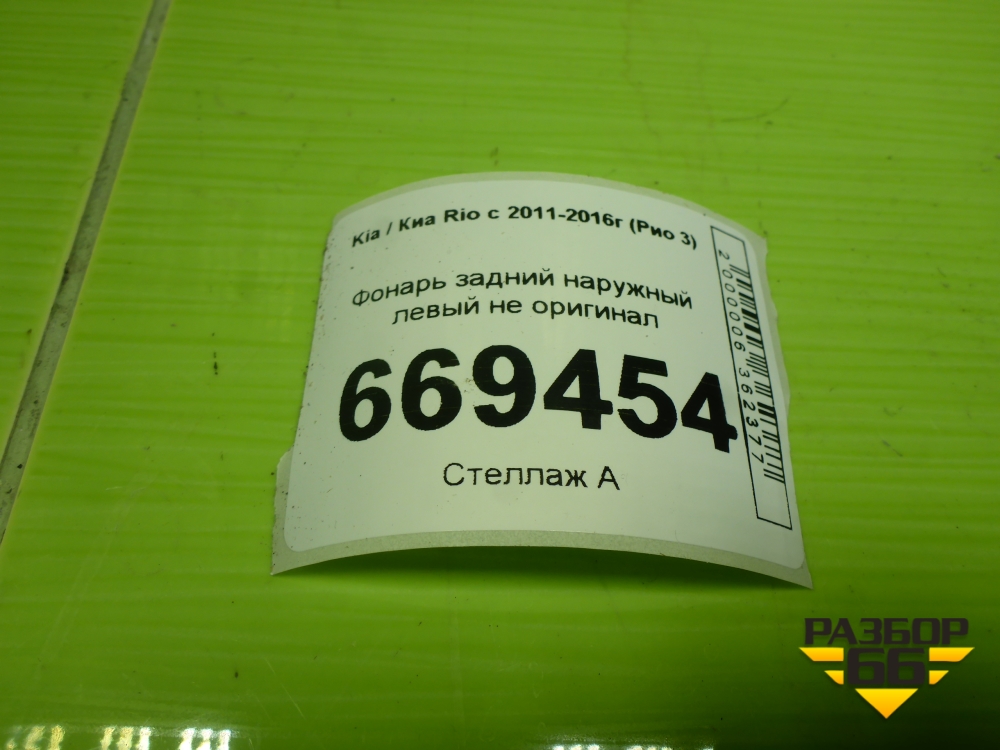 Kia / Киа Rio с 2011-2016г (Рио 3)
Фонарь задний наружный
левый не оригинал
669454
Стеллаж А
2000006362377
РАЗБОР
66